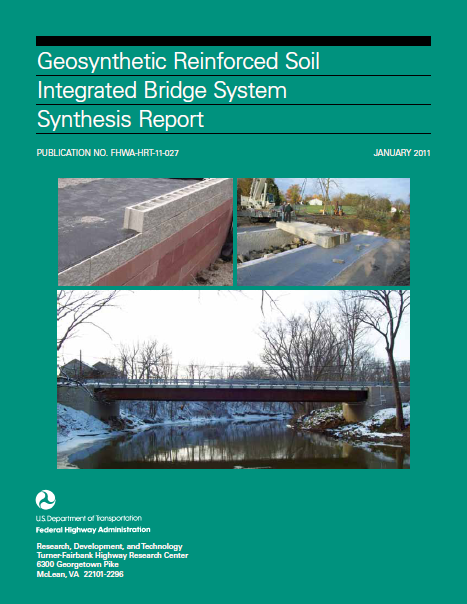 Geosynthetic Reinforced Soil
Integrated Bridge System
Synthesis Report
PUBLICATION NO. FHWA-HRT-11-027
JANUARY 2011
U.S. Department of Transportation
Federal Highway Administration
Research, Development, and Technology
Turner-Fairbank Highway Research Center
6300 Georgetown Pike
McLean, VA 22101-2296